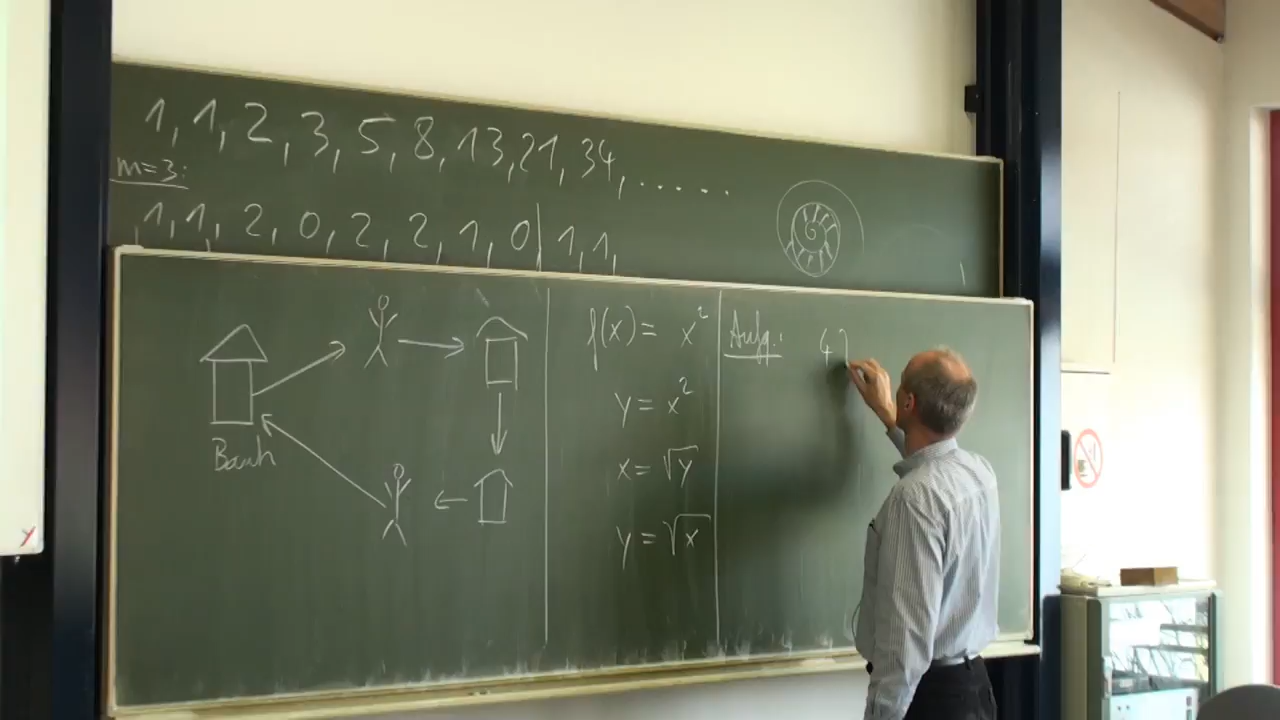 1, 1, 2, 3, 5, 8, 13, 21, 34, ......
m=3:
1, 1, 2, 0, 2, 2, 1, 0 | 1, 1,
Bank
f(x) = x²
y = x²
x = √y
y = √x
Aufg.: 4)